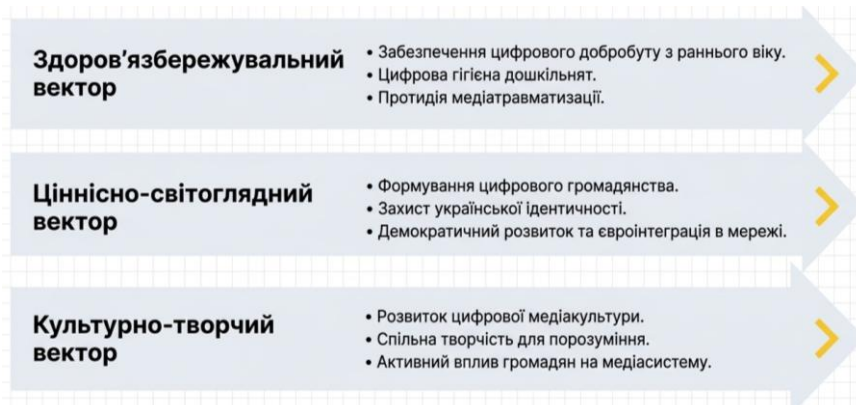 Здоров’язбережувальний
вектор
• Забезпечення цифрового добробуту з раннього віку.
• Цифрова гігієна дошкільнят.
• Протидія медіатравматизації.
Ціннісно-світоглядний
вектор
• Формування цифрового громадянства.
• Захист української ідентичності.
• Демократичний розвиток та євроінтеграція в мережі.
Культурно-творчий
вектор
• Розвиток цифрової медіакультури.
• Спільна творчість для порозуміння.
• Активний вплив громадян на медіасистему.